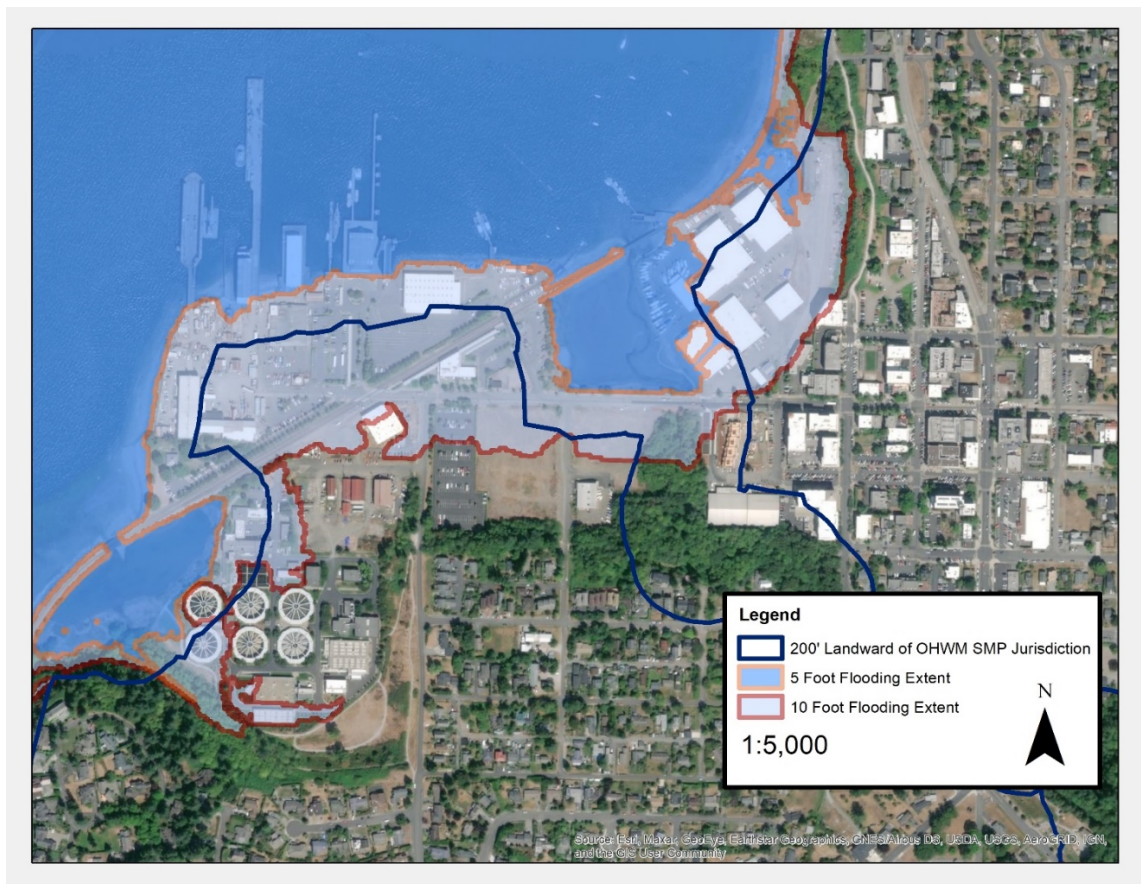 Legend
200' Landward of OHWM SMP Jurisdiction
5 Foot Flooding Extent
10 Foot Flooding Extent
N
1:5,000
Source: Esri, Maxar, GeoEye, Earthstar Geographics, CNES/Airbus DS, USDA, USGS, AeroGRID, IGN,
and the GIS User Community